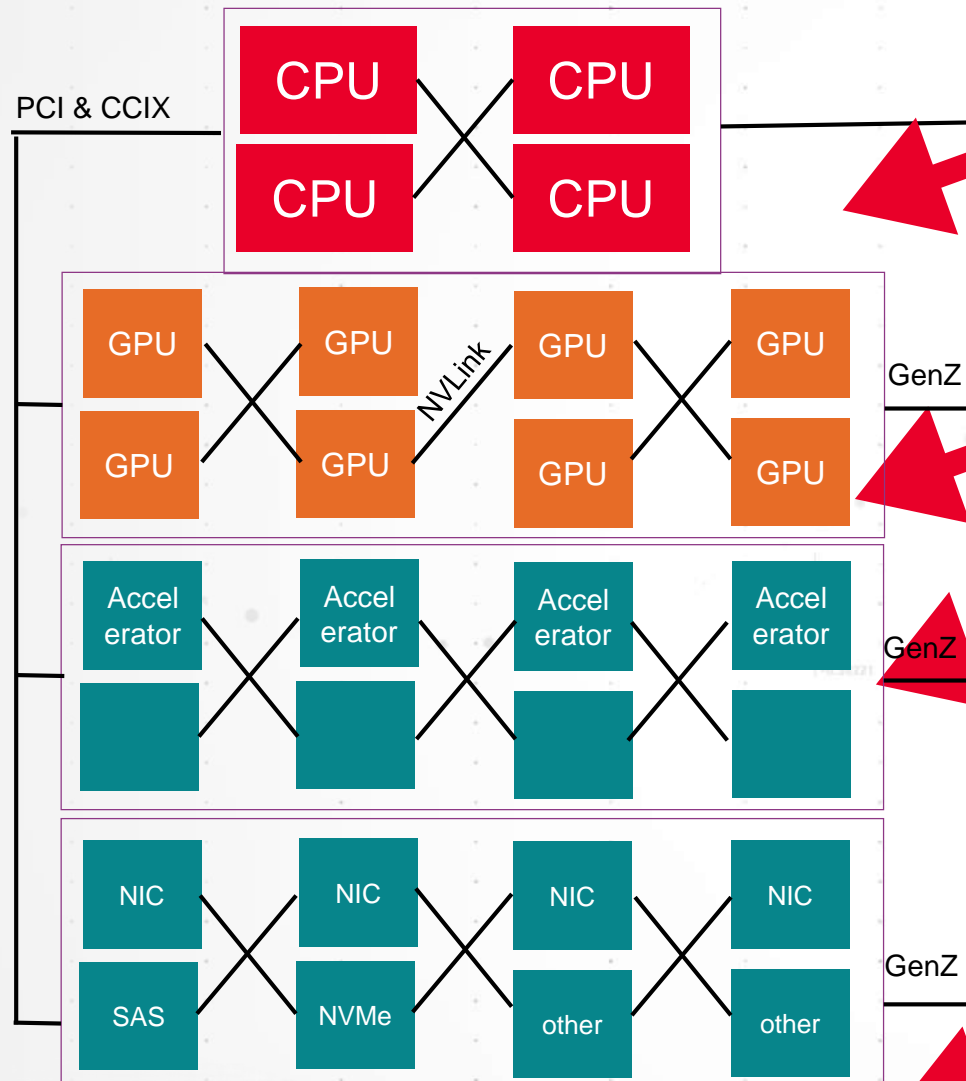 CPU
CPU
PCI & CCIX
CPU
CPU
GPU
GPU
GPU
GPU
NVLink
GenZ
GPU
GPU
GPU
GPU
Accel
erator
Accel
erator
Accel
erator
Accel
erator
GenZ
NIC
NIC
NIC
NIC
GenZ
SAS
NVMe
other
other